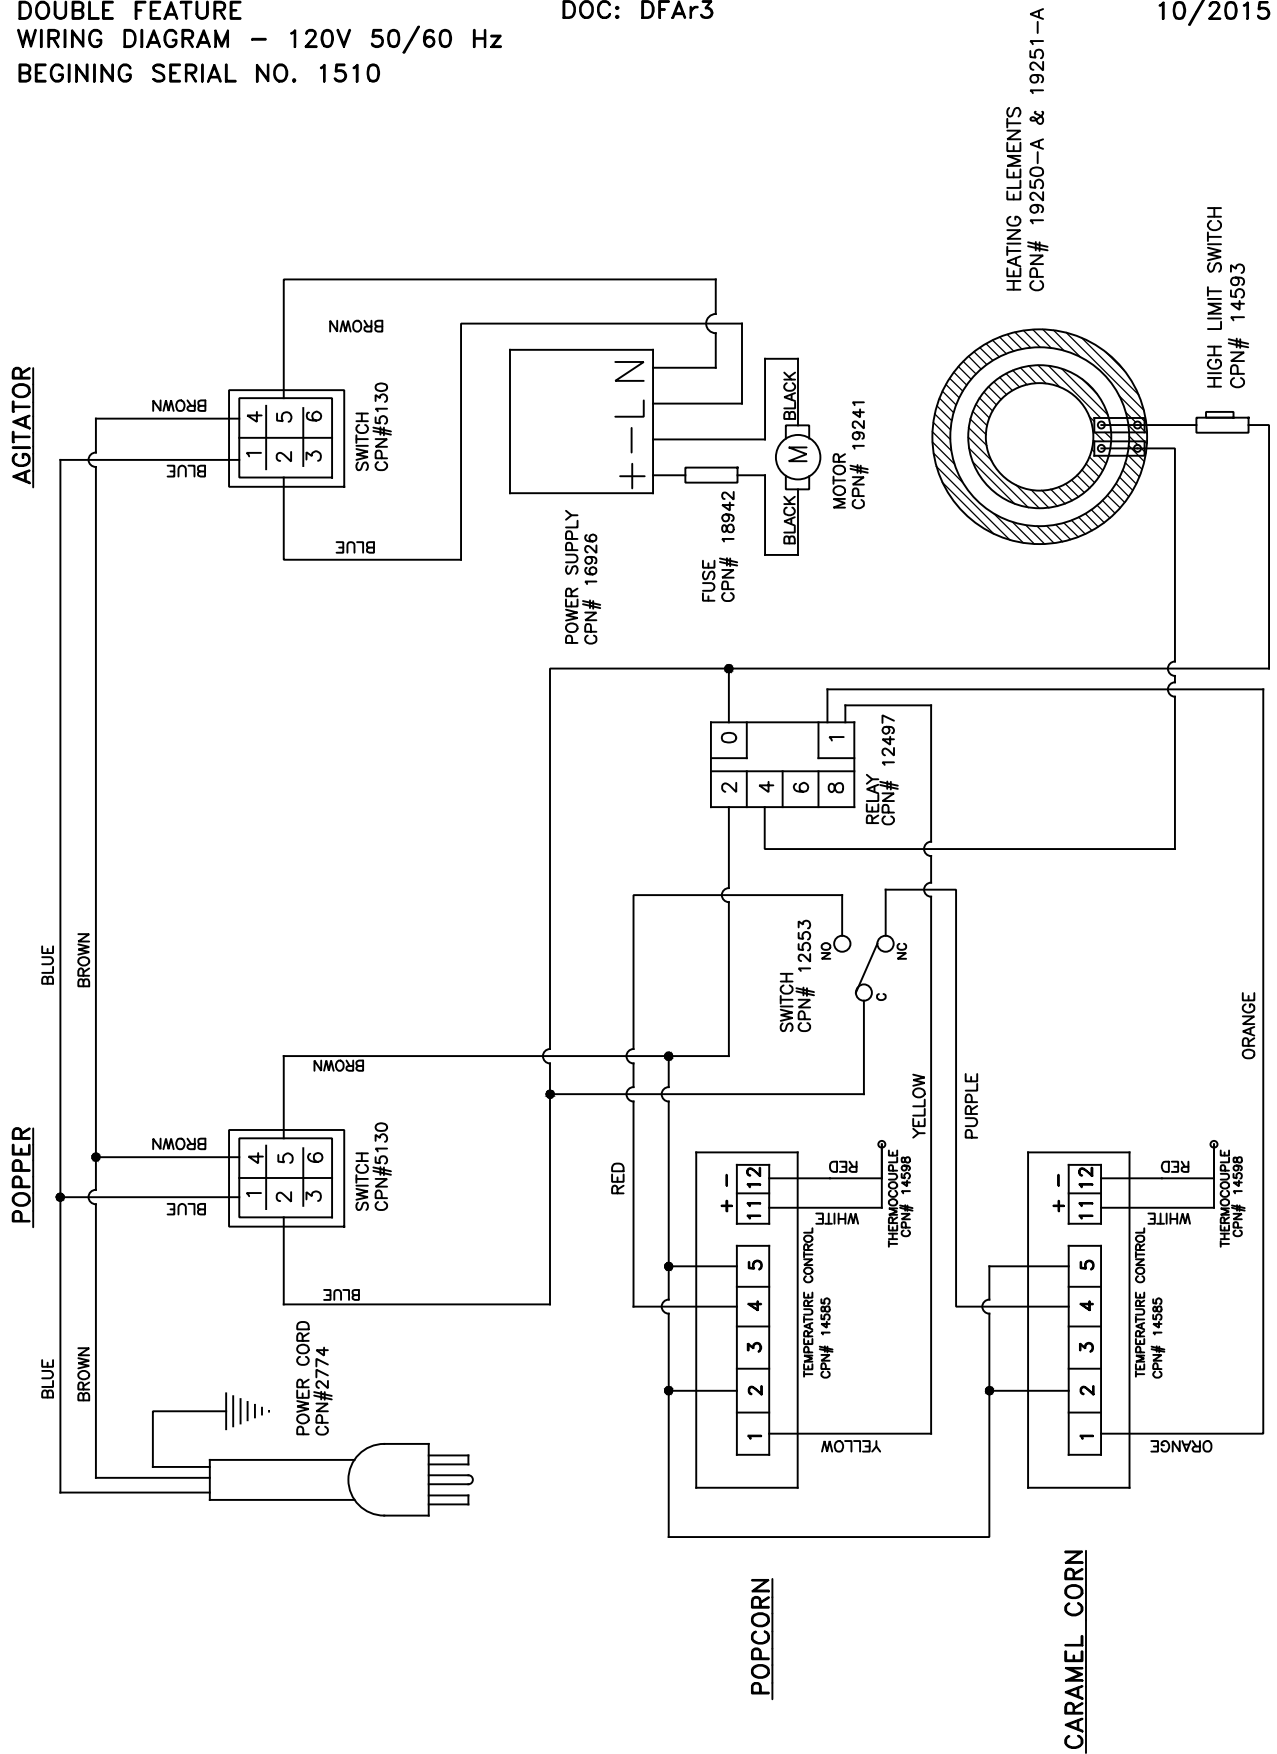 DOUBLE FEATURE
WIRING DIAGRAM - 120V 50/60 Hz
BEGINING SERIAL NO. 1510
DOC: DFAr3
10/2015
AGITATOR
BROWN
BLUE
1 4
2 5
3 6
SWITCH
CPN#5130
BROWN
BLUE
POWER SUPPLY
CPN# 16926
+ - L N
FUSE
CPN# 18942
BLACK
M
BLACK
MOTOR
CPN# 19241
HEATING ELEMENTS
CPN# 19250-A & 19251-A
HIGH LIMIT SWITCH
CPN# 14593
BLUE
BROWN
0
1
2 4 6 8
RELAY
CPN# 12497
SWITCH
CPN# 12553
NO
NC
C
POPPER
BROWN
BLUE
1 4
2 5
3 6
SWITCH
CPN#5130
BROWN
BLUE
BLUE
BROWN
POWER CORD
CPN#2774
RED
YELLOW
PURPLE
ORANGE
POPCORN
1 2 3 4 5
+ -
11 12
RED
WHITE
THERMOCOUPLE
CPN# 14598
TEMPERATURE CONTROL
CPN# 14585
YELLOW
CARAMEL CORN
1 2 3 4 5
+ -
11 12
RED
WHITE
THERMOCOUPLE
CPN# 14598
TEMPERATURE CONTROL
CPN# 14585
ORANGE